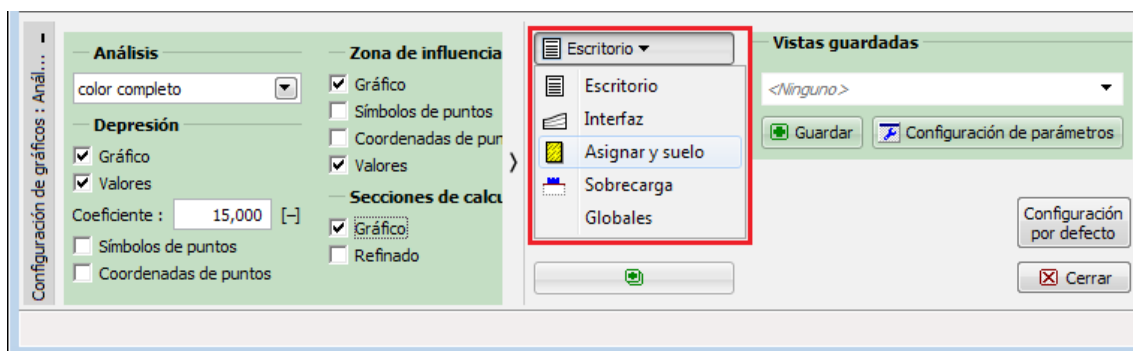 Configuración de gráficos : Anál...
Análisis
color completo
Depresión
Gráfico
Valores
Coeficiente : 15,000 [–]
Símbolos de puntos
Coordenadas de puntos
Zona de influencia
Gráfico
Símbolos de puntos
Coordenadas de pun
Valores
Secciones de calcu
Gráfico
Refinado
Escritorio
Escritorio
Interfaz
Asignar y suelo
Sobrecarga
Globales
Vistas guardadas
<Ninguno>
Guardar
Configuración de parámetros
Configuración
por defecto
Cerrar